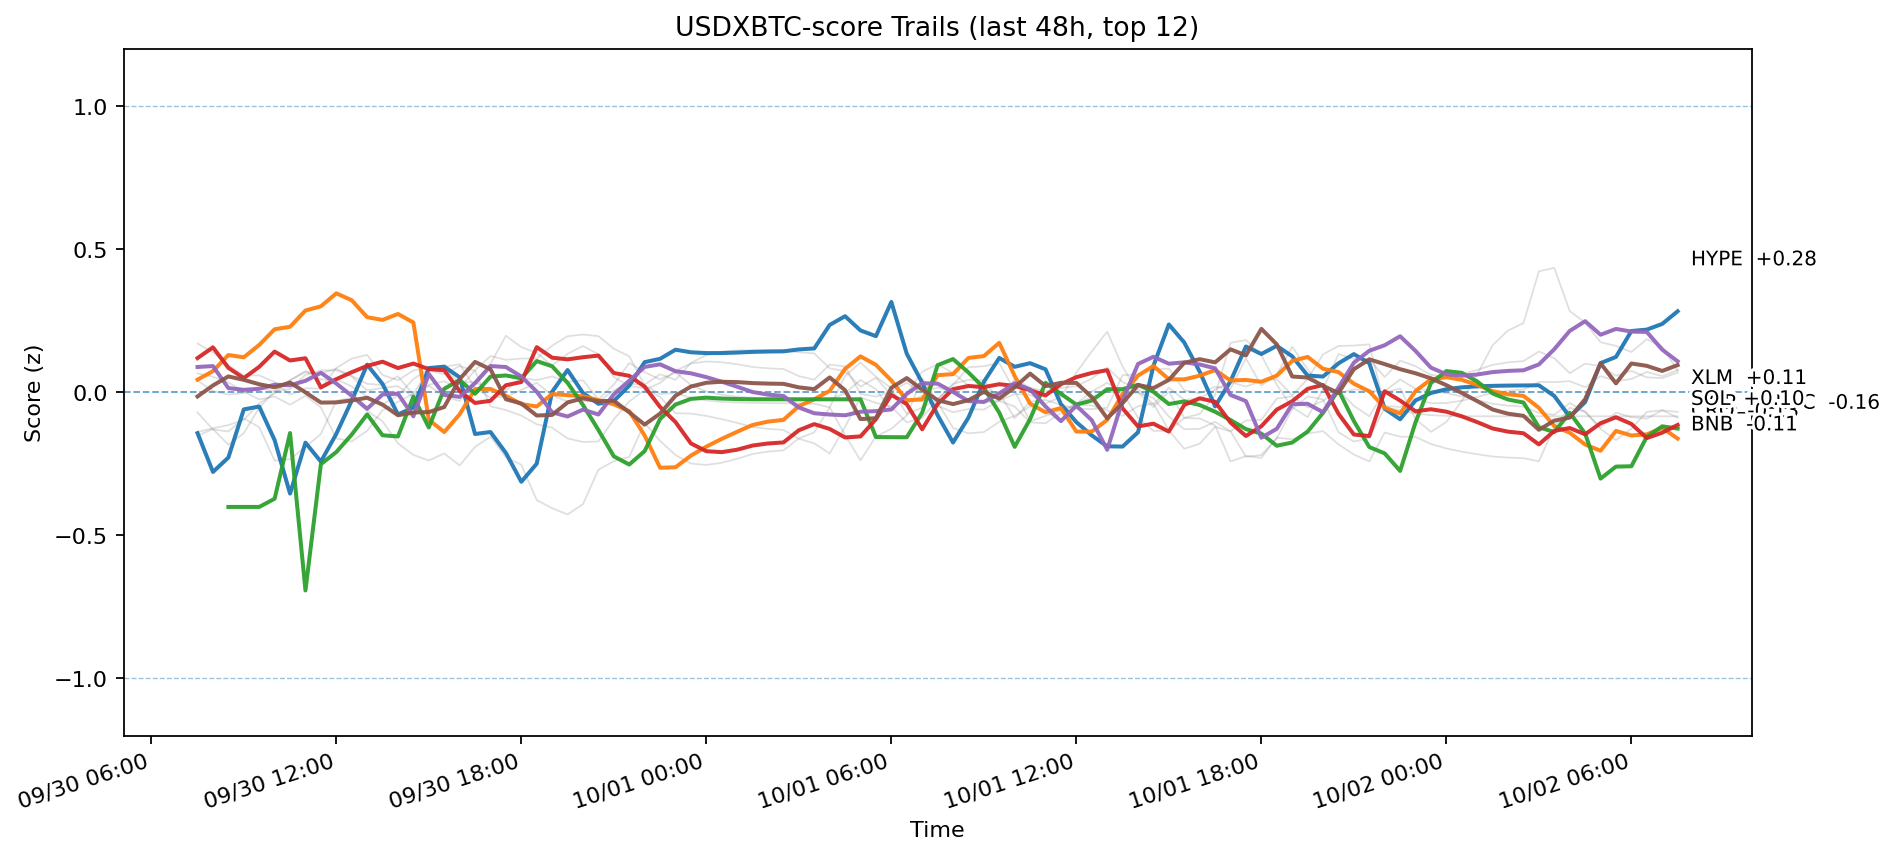 USDXBTC-score Trails (last 48h, top 12)
Score (z)
1.0
0.5
0.0
−0.5
−1.0
HYPE +0.28
XLM +0.11
SOL +0.10
-0.16
BNB -0.11
09/30 06:00
09/30 12:00
09/30 18:00
10/01 00:00
10/01 06:00
10/01 12:00
10/01 18:00
10/02 00:00
10/02 06:00
Time